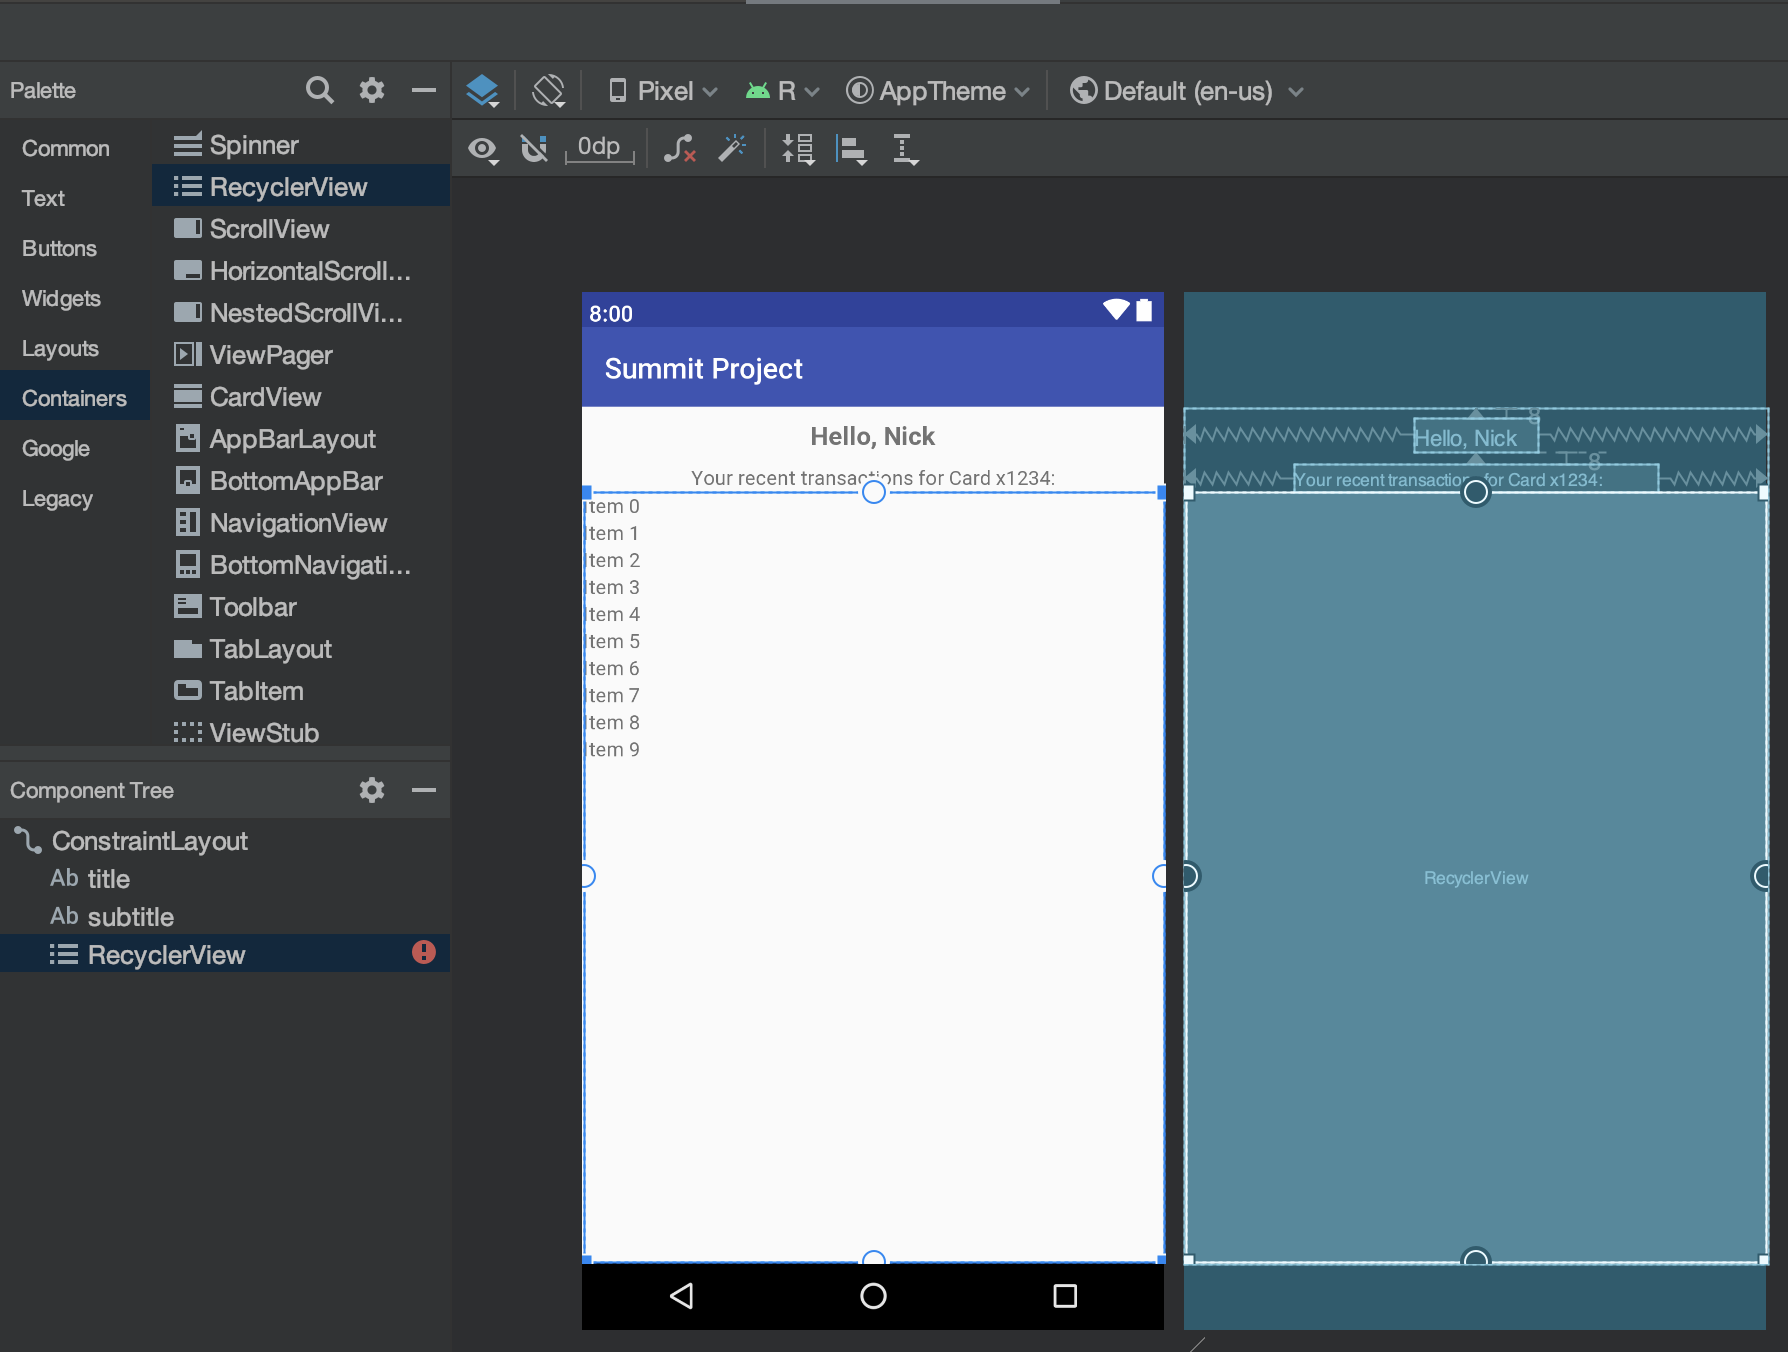 Palette
Common
Text
Buttons
Widgets
Layouts
Containers
Google
Legacy
Spinner
RecyclerView
ScrollView
HorizontalScroll...
NestedScrollVi...
ViewPager
CardView
AppBarLayout
BottomAppBar
NavigationView
BottomNavigati...
Toolbar
TabLayout
TabItem
ViewStub
Component Tree
ConstraintLayout
Ab title
Ab subtitle
RecyclerView
Pixel R AppTheme Default (en-us)
0dp
8:00
Summit Project
Hello, Nick
Your recent transactions for Card x1234:
Item 0
Item 1
Item 2
Item 3
Item 4
Item 5
Item 6
Item 7
Item 8
Item 9
8
Hello, Nick
8
Your recent transactions for Card x1234:
RecyclerView